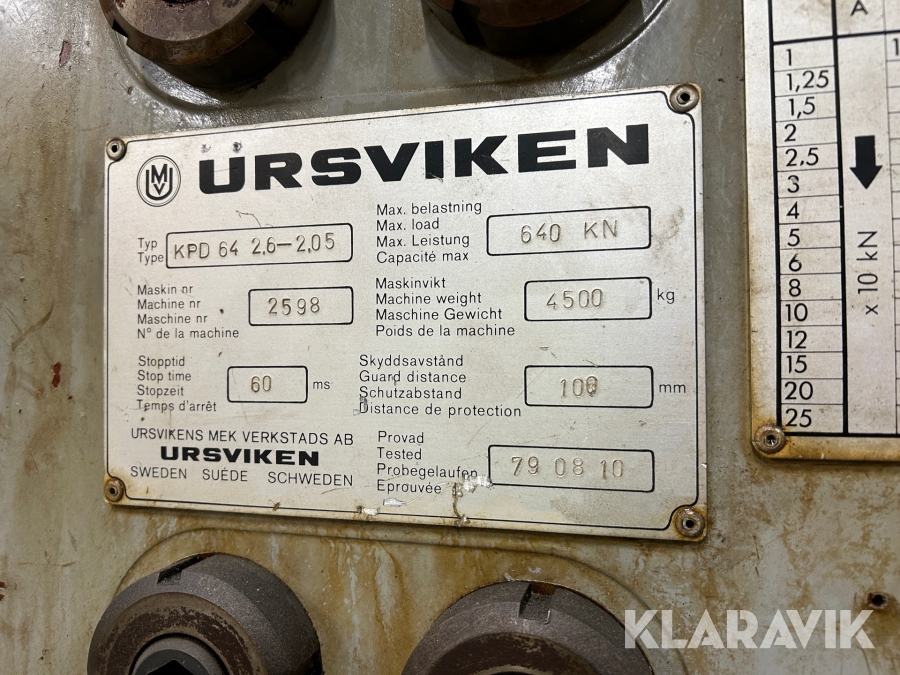 URSVIKEN
Typ
Type
KPD 64 2.6-2.05
Max. belastning
Max. load
Max. Leistung
Capacité max
640 KN
Maskin nr
Machine nr
Maschine nr
N° de la machine
2598
Maskinvikt
Machine weight
Maschine Gewicht
Poids de la machine
4500
kg
Stopptid
Stop time
Stopzeit
Temps d'arrêt
60
ms
Skyddsavstånd
Guard distance
Schutzabstand
Distance de protection
100
mm
URSVIKENS MEK VERKSTADS AB
URSVIKEN
SWEDEN SUÉDE SCHWEDEN
Provad
Tested
Probegelaufen
Eprouvée
79 08 10
A
1
1,25
1,5
2
2,5
3
4
5
6
8
10
12
15
20
25
x 10 kN
KLARAVIK